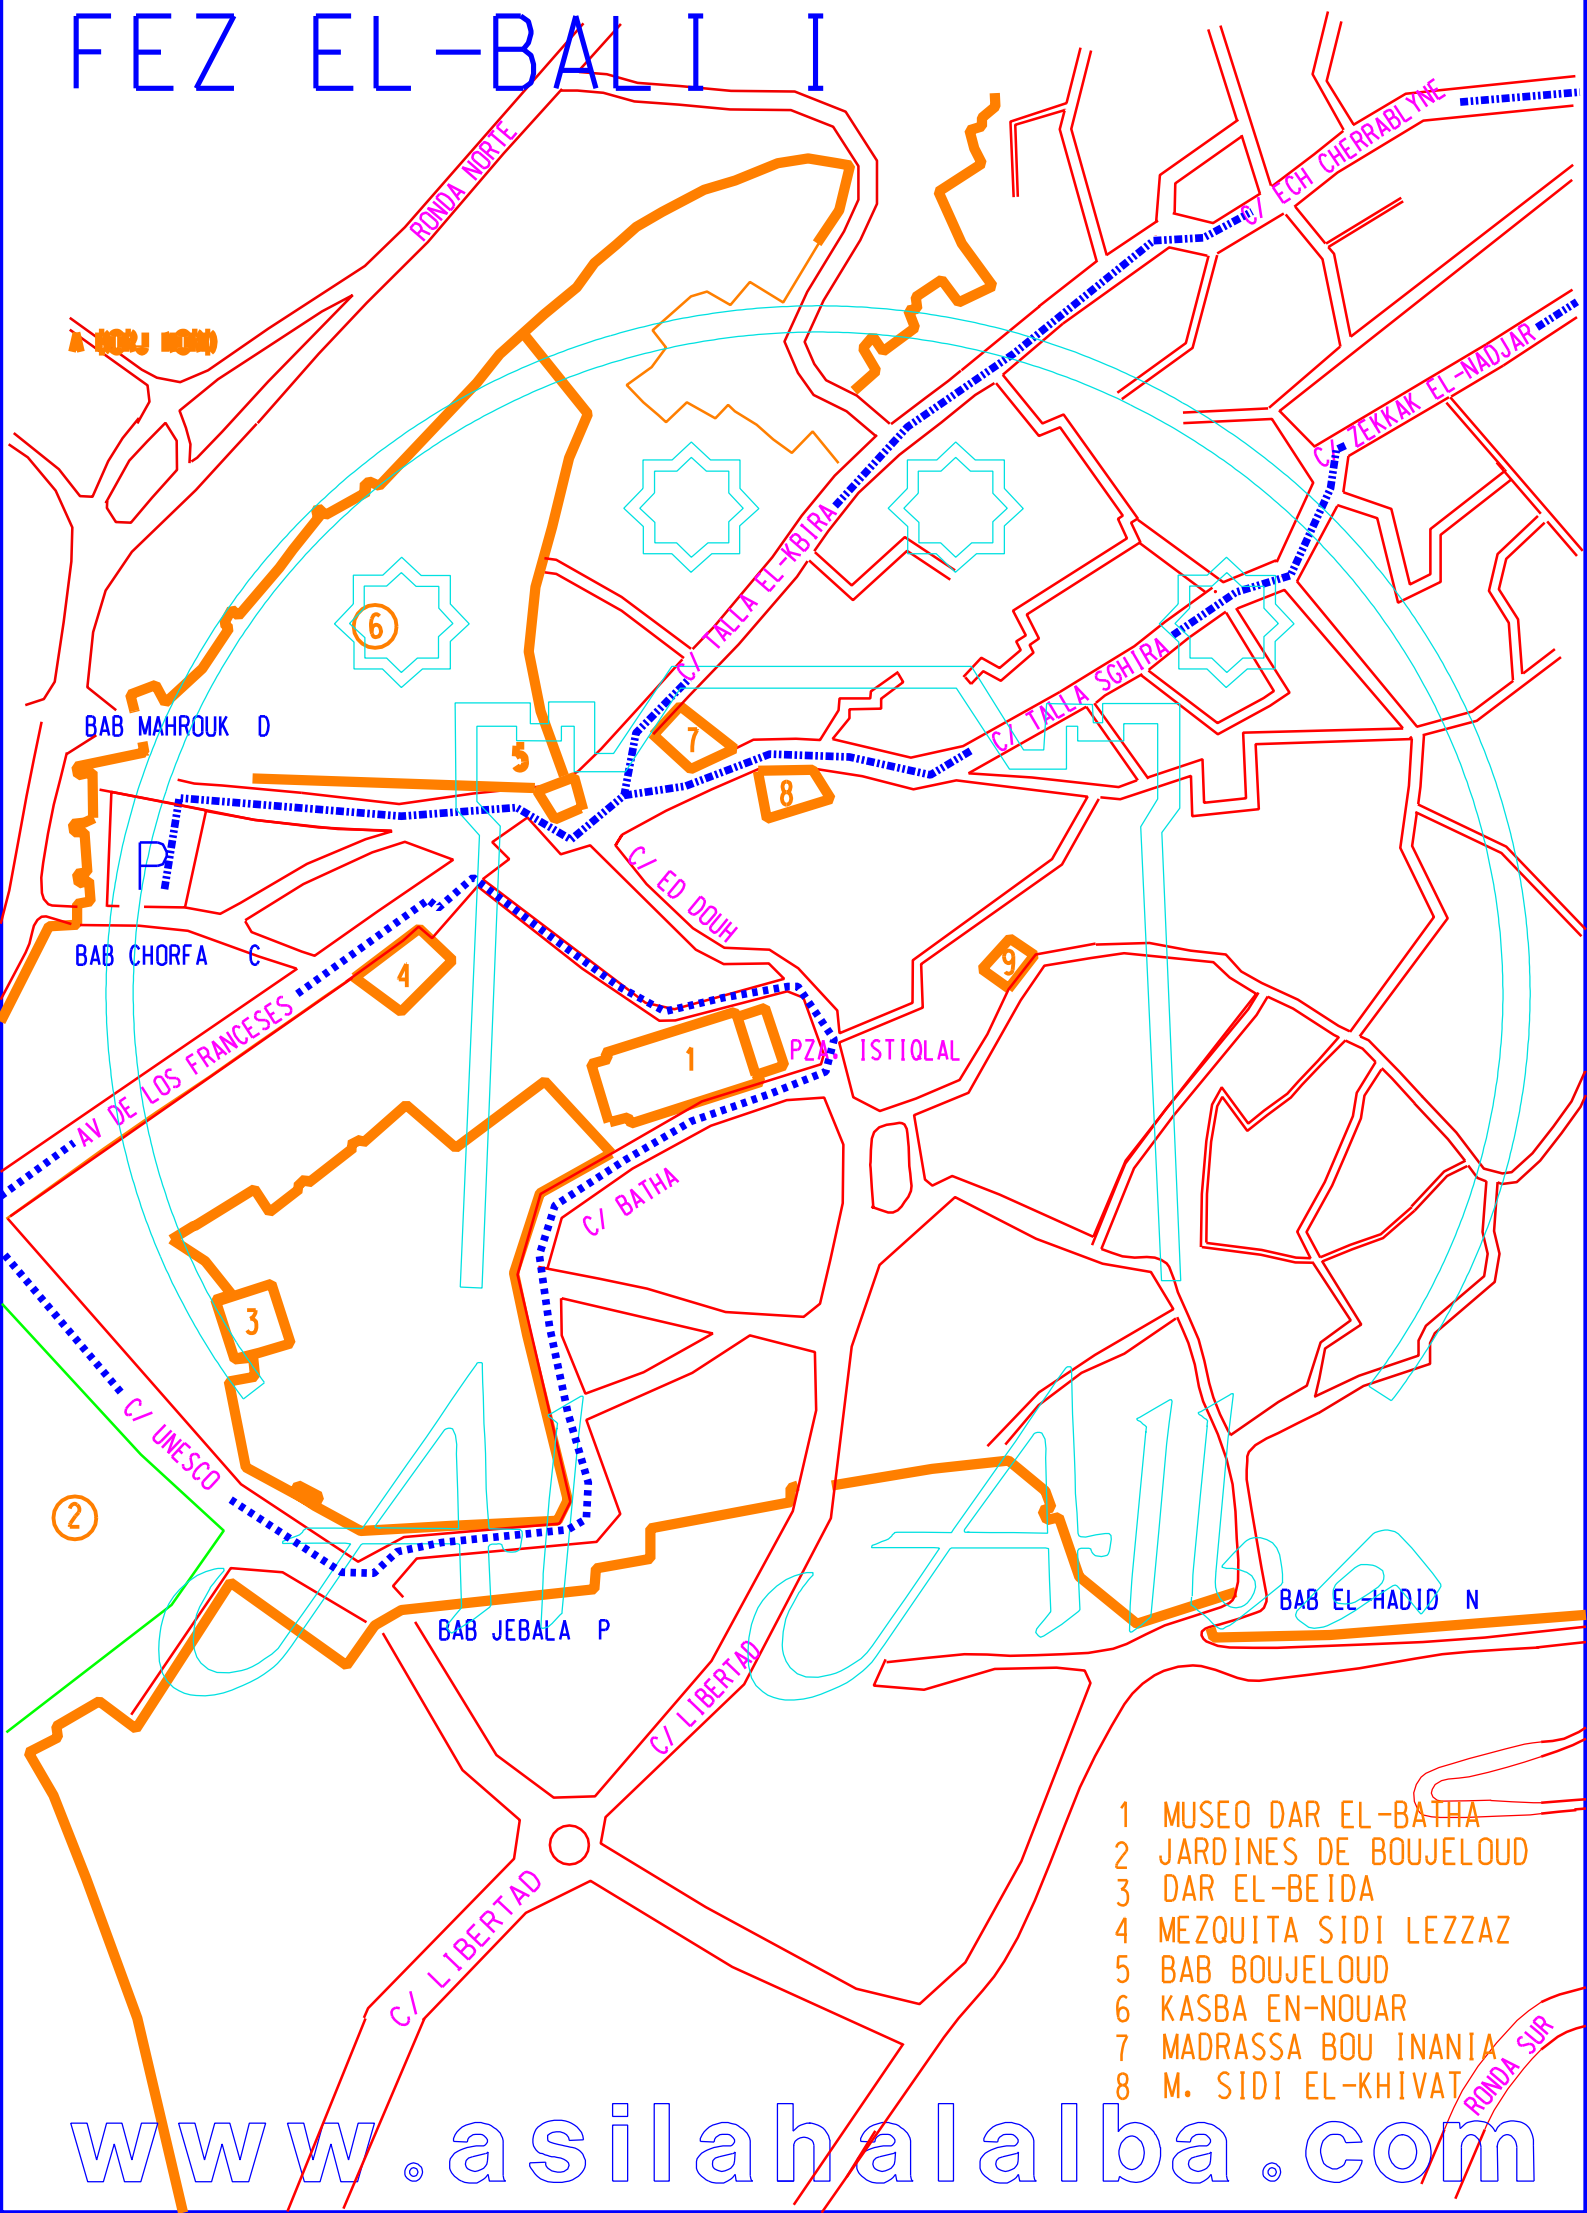 FEZ EL-BALI I
RONDA NORTE
C/ ECH CHERRABLYNE
C/ ZEKKAK EL-NADJAR
C/ TALLA EL-KBIRA
6
C/ TALLA SGHIRA
BAB MAHROUK D
5
7
8
P
C/ ED DOUH
BAB CHORFA C
4
9
AV DE LOS FRANCESES
1
PZA. ISTIQLAL
C/ BATHA
3
C/ UNESCO
2
BAB JEBALA P
BAB EL-HADID N
C/ LIBERTAD
C/ LIBERTAD
1 MUSEO DAR EL-BATHA
2 JARDINES DE BOUJELOUD
3 DAR EL-BEIDA
4 MEZQUITA SIDI LEZZAZ
5 BAB BOUJELOUD
6 KASBA EN-NOUAR
7 MADRASSA BOU INANIA
8 M. SIDI EL-KHIVAT
RONDA SUR
www.asilahalalba.com